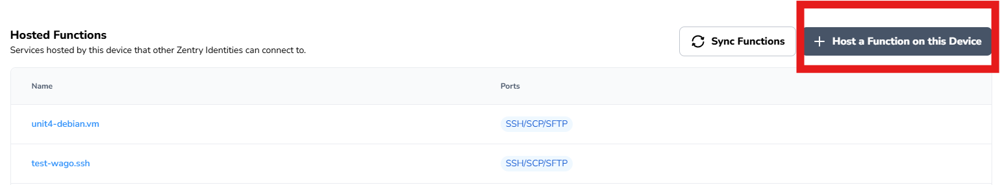 Hosted Functions
Services hosted by this device that other Zentry Identities can connect to.
Sync Functions
Host a Function on this Device
Name Ports
unit4-debian.vm SSH/SCP/SFTP
test-wago.ssh SSH/SCP/SFTP